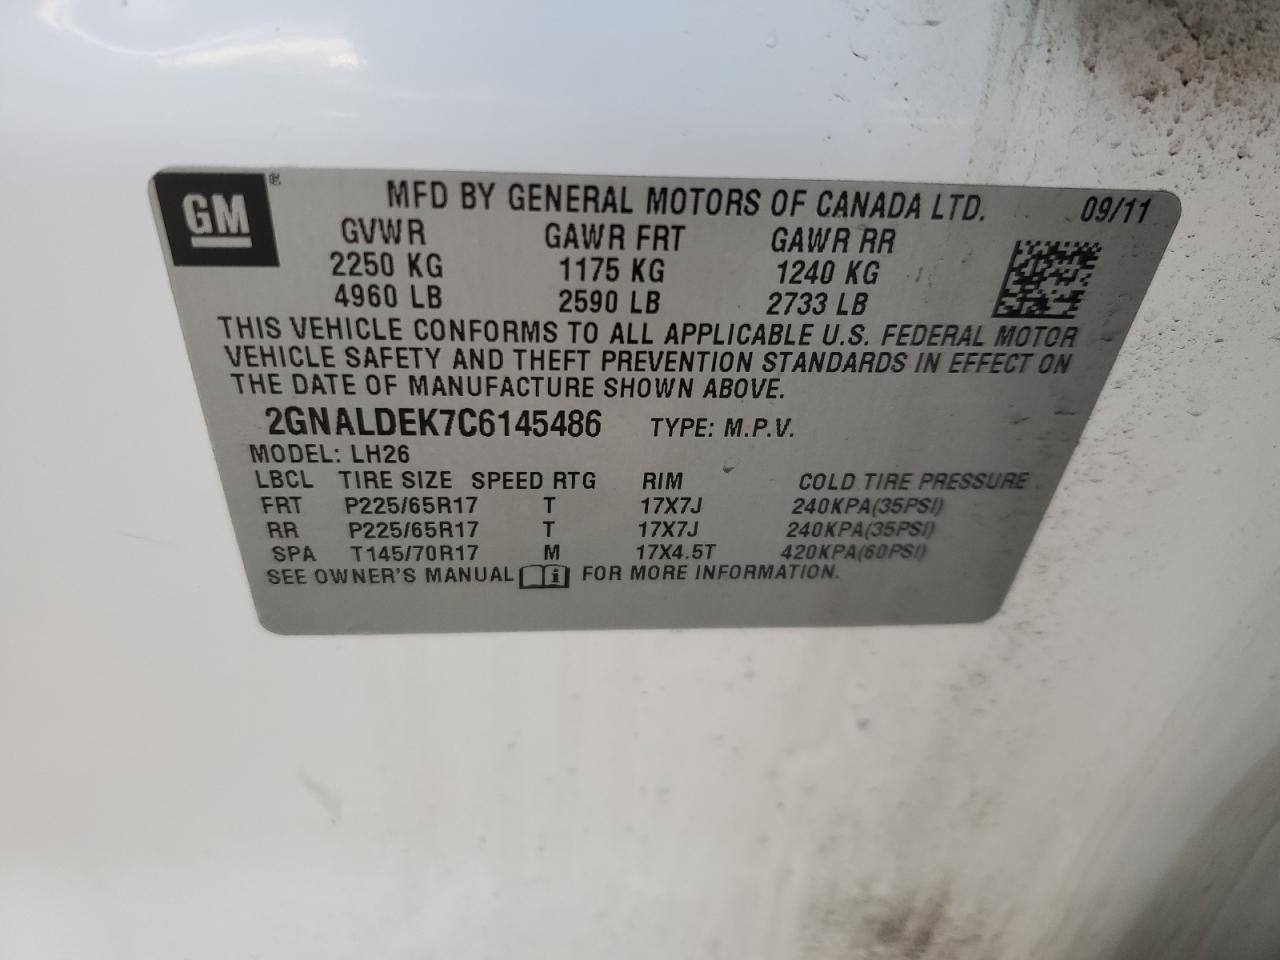 GM®
MFD BY GENERAL MOTORS OF CANADA LTD. 09/11
GVWR GAWR FRT GAWR RR
2250 KG 1175 KG 1240 KG
4960 LB 2590 LB 2733 LB
THIS VEHICLE CONFORMS TO ALL APPLICABLE U.S. FEDERAL MOTOR
VEHICLE SAFETY AND THEFT PREVENTION STANDARDS IN EFFECT ON
THE DATE OF MANUFACTURE SHOWN ABOVE.
2GNALDEK7C6145486 TYPE: M.P.V.
MODEL: LH26
LBCL TIRE SIZE SPEED RTG RIM COLD TIRE PRESSURE
FRT P225/65R17 T 17X7J 240KPA(35PSI)
RR P225/65R17 T 17X7J 240KPA(35PSI)
SPA T145/70R17 M 17X4.5T 420KPA(60PSI)
SEE OWNER'S MANUAL i FOR MORE INFORMATION.